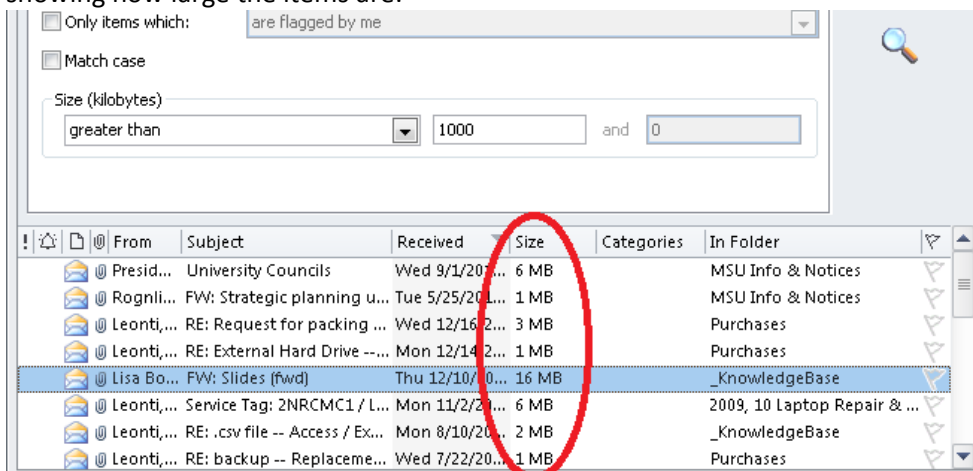 showing how large the items are.
Only items which: are flagged by me
Match case
Size (kilobytes)
greater than 1000 and 0
! From Subject Received Size Categories In Folder
Presid... University Councils Wed 9/1/201... 6 MB MSU Info & Notices
Rognli... FW: Strategic planning u... Tue 5/25/201... 1 MB MSU Info & Notices
Leonti,... RE: Request for packing ... Wed 12/16/2... 3 MB Purchases
Leonti,... RE: External Hard Drive --... Mon 12/14/2... 1 MB Purchases
Lisa Bo... FW: Slides (fwd) Thu 12/10/20... 16 MB _KnowledgeBase
Leonti,... Service Tag: 2NRCMC1 / L... Mon 11/2/20... 6 MB 2009, 10 Laptop Repair & ...
Leonti,... RE: .csv file -- Access / Ex... Mon 8/10/20... 2 MB _KnowledgeBase
Leonti,... RE: backup -- Replaceme... Wed 7/22/20... 1 MB Purchases